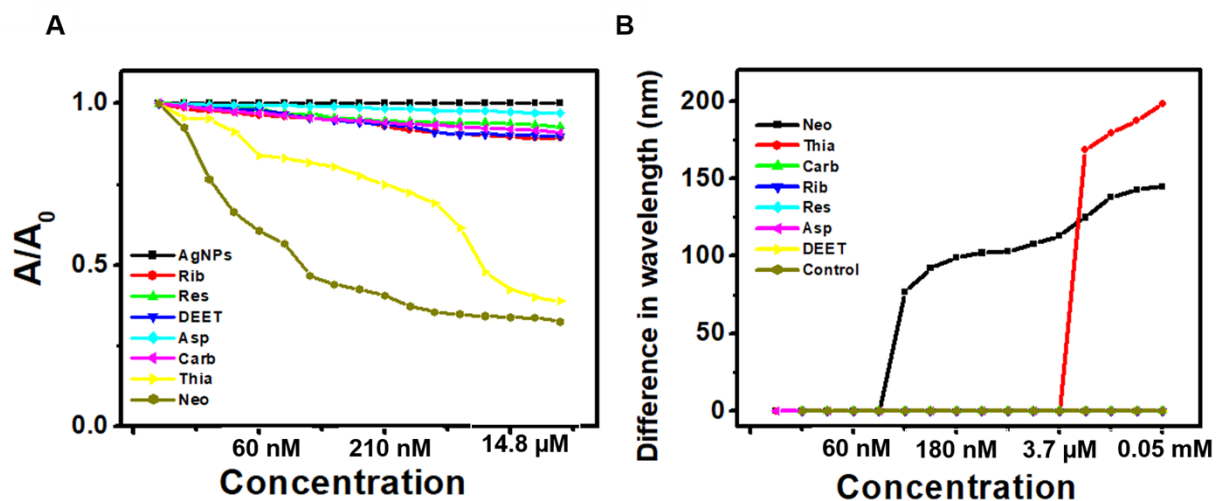 A
A/A0
1.0
0.5
0.0
AgNPs
Rib
Res
DEET
Asp
Carb
Thia
Neo
60 nM
210 nM
14.8 µM
Concentration
B
Difference in wavelength (nm)
200
150
100
50
0
Neo
Thia
Carb
Rib
Res
Asp
DEET
Control
60 nM
180 nM
3.7 µM
0.05 mM
Concentration